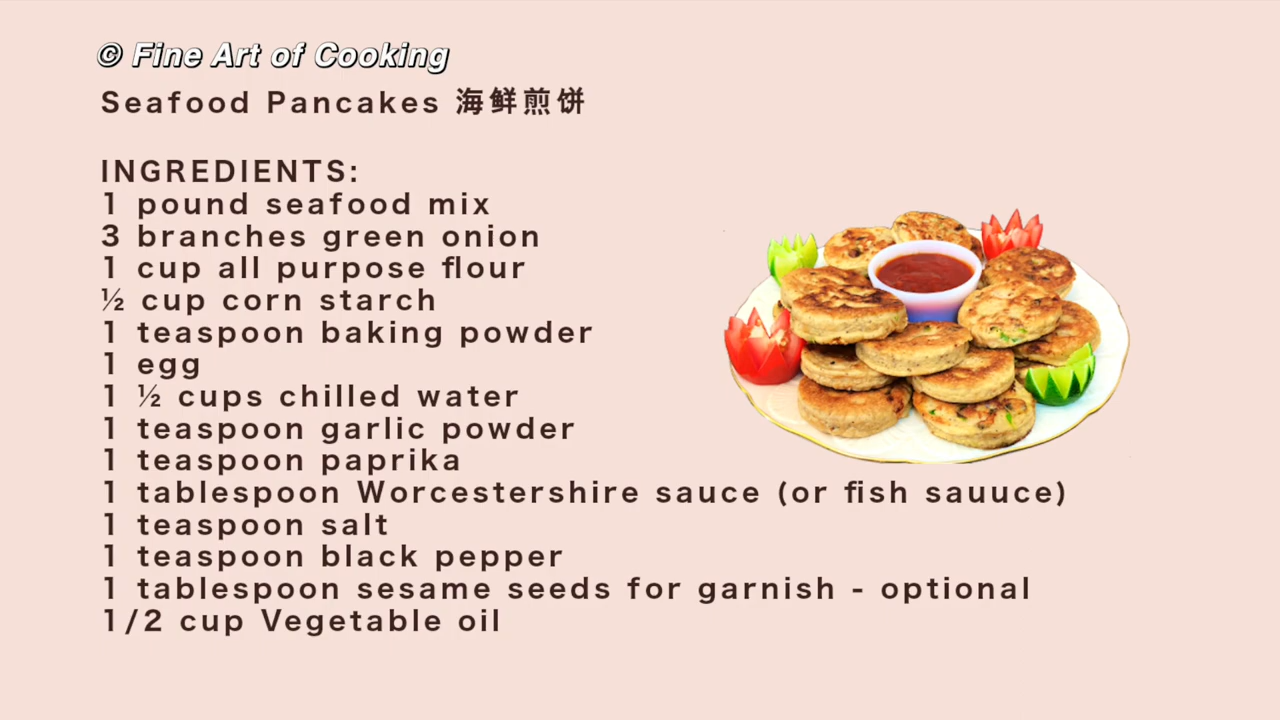 © Fine Art of Cooking
Seafood Pancakes 海鲜煎饼
INGREDIENTS:
1 pound seafood mix
3 branches green onion
1 cup all purpose flour
½ cup corn starch
1 teaspoon baking powder
1 egg
1 ½ cups chilled water
1 teaspoon garlic powder
1 teaspoon paprika
1 tablespoon Worcestershire sauce (or fish sauuce)
1 teaspoon salt
1 teaspoon black pepper
1 tablespoon sesame seeds for garnish - optional
1/2 cup Vegetable oil